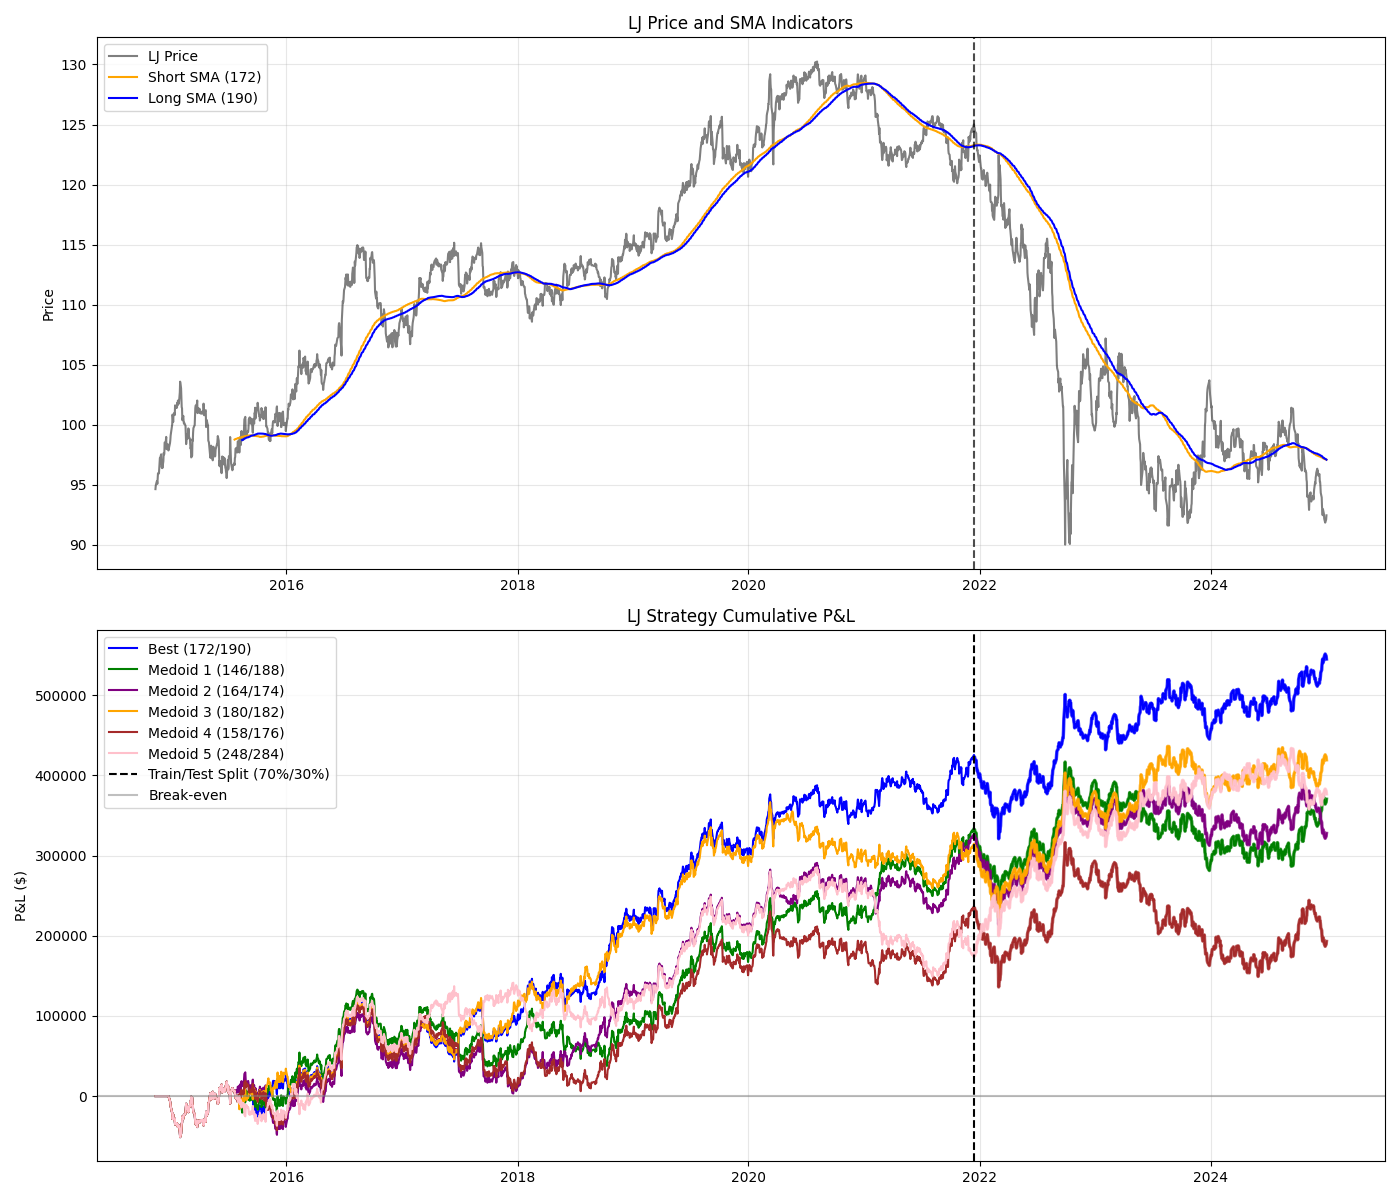 LJ Price and SMA Indicators
LJ Price
Short SMA (172)
Long SMA (190)
130
125
120
115
110
105
100
95
90
Price
2016
2018
2020
2022
2024
LJ Strategy Cumulative P&L
Best (172/190)
Medoid 1 (146/188)
Medoid 2 (164/174)
Medoid 3 (180/182)
Medoid 4 (158/176)
Medoid 5 (248/284)
Train/Test Split (70%/30%)
Break-even
500000
400000
300000
200000
100000
0
P&L ($)
2016
2018
2020
2022
2024